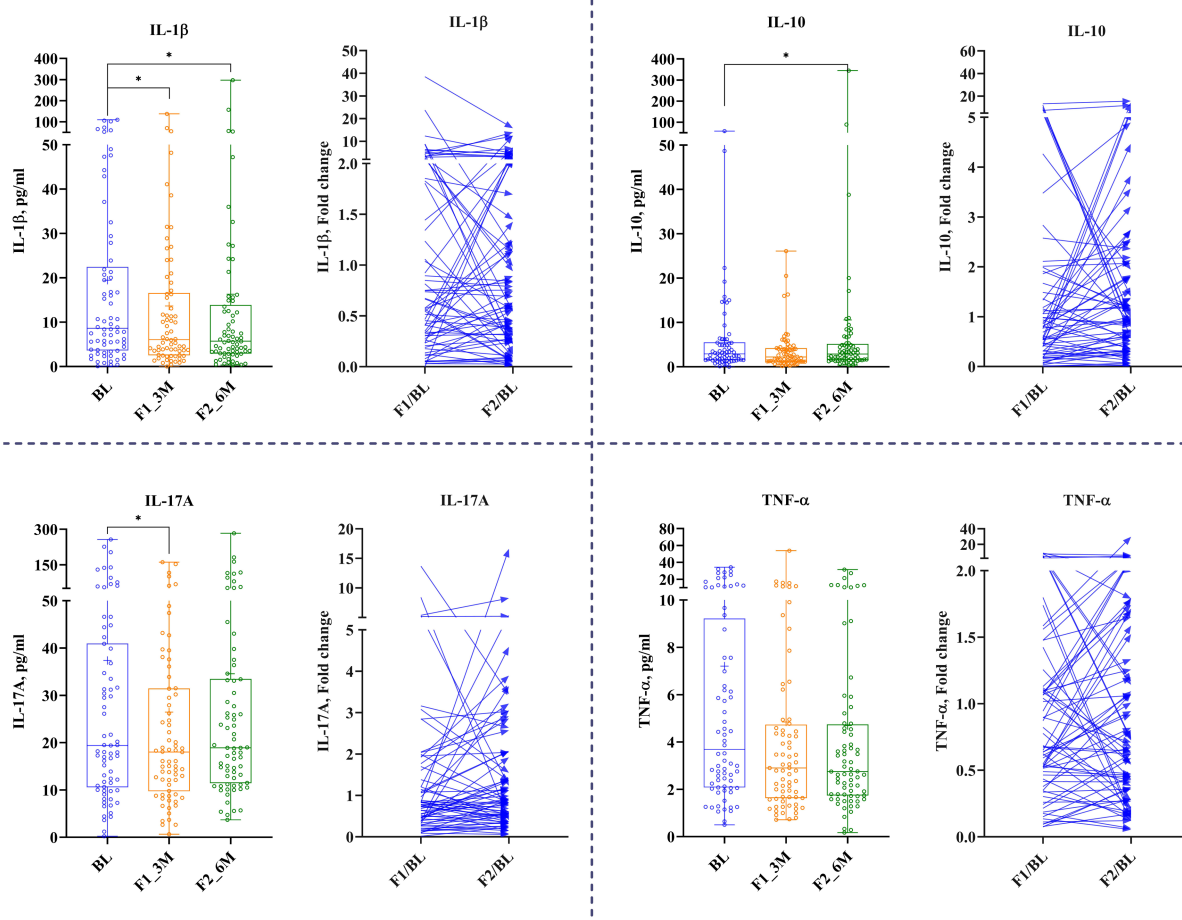 IL-1β
IL-1β, pg/ml
400
300
200
100
50
40
30
20
10
0
*
*
BL
F1_3M
F2_6M
IL-1β
IL-1β, Fold change
50
40
30
20
10
2.0
1.5
1.0
0.5
0.0
F1/BL
F2/BL
IL-10
IL-10, pg/ml
400
300
200
100
50
40
30
20
10
0
*
BL
F1_3M
F2_6M
IL-10
IL-10, Fold change
60
40
20
5
4
3
2
1
0
F1/BL
F2/BL
IL-17A
IL-17A, pg/ml
300
150
50
40
30
20
10
0
*
BL
F1_3M
F2_6M
IL-17A
IL-17A, Fold change
20
15
10
5
4
3
2
1
0
F1/BL
F2/BL
TNF-α
TNF-α, pg/ml
80
60
40
20
10
8
6
4
2
0
BL
F1_3M
F2_6M
TNF-α
TNF-α, Fold change
40
20
2.0
1.5
1.0
0.5
0.0
F1/BL
F2/BL